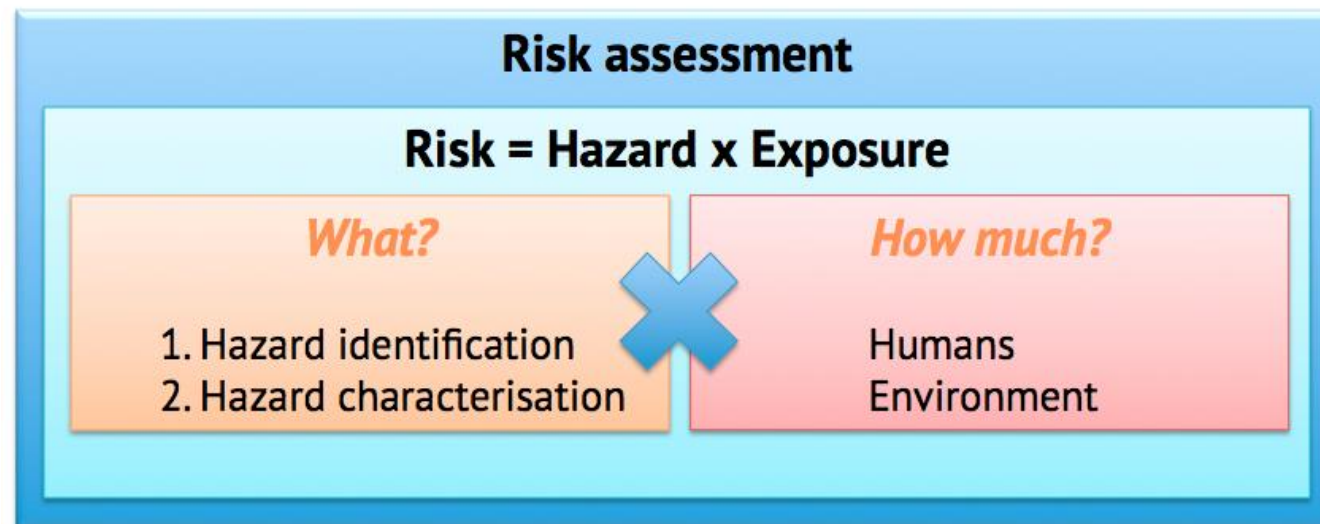 Risk assessment
Risk = Hazard x Exposure
What?
1. Hazard identification
2. Hazard characterisation
How much?
Humans
Environment